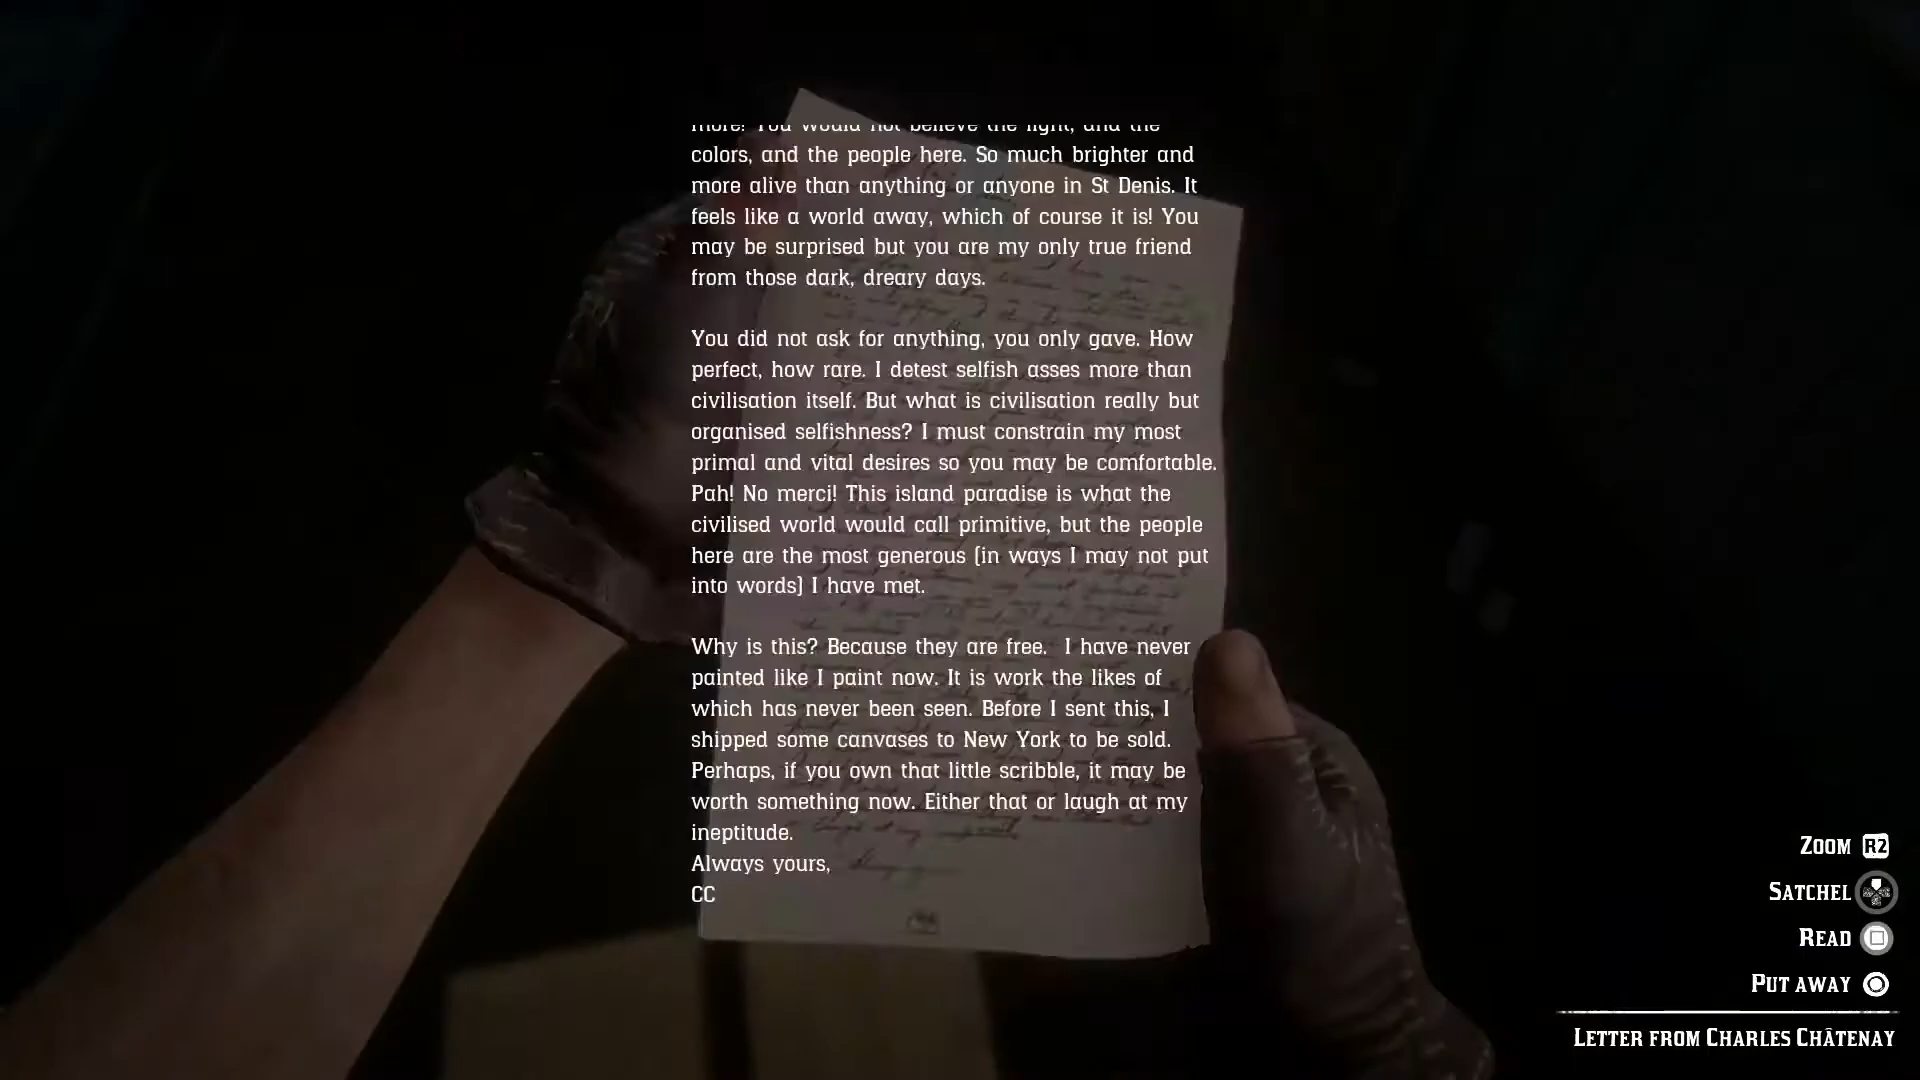 more! You would not believe the light, and the
colors, and the people here. So much brighter and
more alive than anything or anyone in St Denis. It
feels like a world away, which of course it is! You
may be surprised but you are my only true friend
from those dark, dreary days.
You did not ask for anything, you only gave. How
perfect, how rare. I detest selfish asses more than
civilisation itself. But what is civilisation really but
organised selfishness? I must constrain my most
primal and vital desires so you may be comfortable.
Pah! No merci! This island paradise is what the
civilised world would call primitive, but the people
here are the most generous (in ways I may not put
into words) I have met.
Why is this? Because they are free.  I have never
painted like I paint now. It is work the likes of
which has never been seen. Before I sent this, I
shipped some canvases to New York to be sold.
Perhaps, if you own that little scribble, it may be
worth something now. Either that or laugh at my
ineptitude.
Always yours,
CC
ZOOM R2
SATCHEL
READ
PUT AWAY
LETTER FROM CHARLES CHÂTENAY